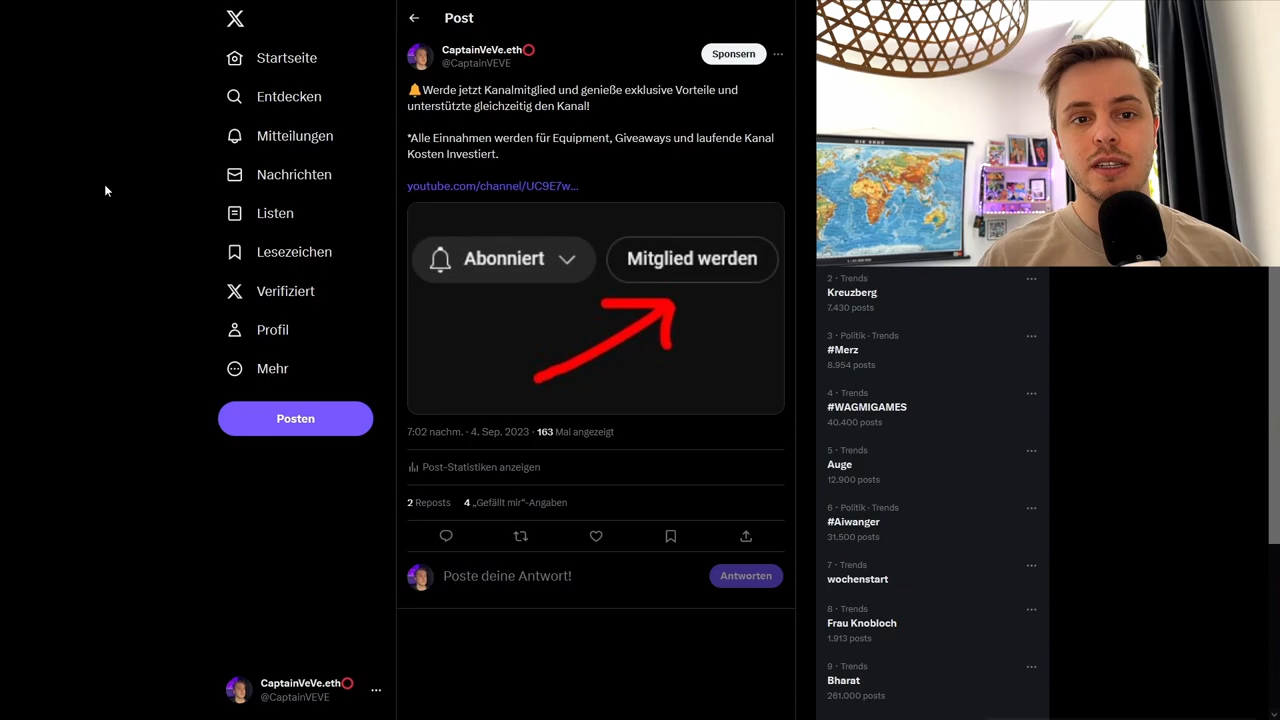 Startseite
Entdecken
Mitteilungen
Nachrichten
Listen
Lesezeichen
Verifiziert
Profil
Mehr
Posten
CaptainVeVe.eth⭕
@CaptainVEVE
Post
CaptainVeVe.eth⭕
@CaptainVEVE
Sponsern
🔔Werde jetzt Kanalmitglied und genieße exklusive Vorteile und
unterstützte gleichzeitig den Kanal!
*Alle Einnahmen werden für Equipment, Giveaways und laufende Kanal
Kosten Investiert.
youtube.com/channel/UC9E7w...
Abonniert
Mitglied werden
7:02 nachm. · 4. Sep. 2023 · 163 Mal angezeigt
Post-Statistiken anzeigen
2 Reposts 4 „Gefällt mir“-Angaben
Poste deine Antwort!
Antworten
DIE ERDE
2 · Trends
Kreuzberg
7.430 posts
3 · Politik · Trends
#Merz
8.954 posts
4 · Trends
#WAGMIGAMES
40.400 posts
5 · Trends
Auge
12.900 posts
6 · Politik · Trends
#Aiwanger
31.500 posts
7 · Trends
wochenstart
8 · Trends
Frau Knobloch
1.913 posts
9 · Trends
Bharat
261.000 posts